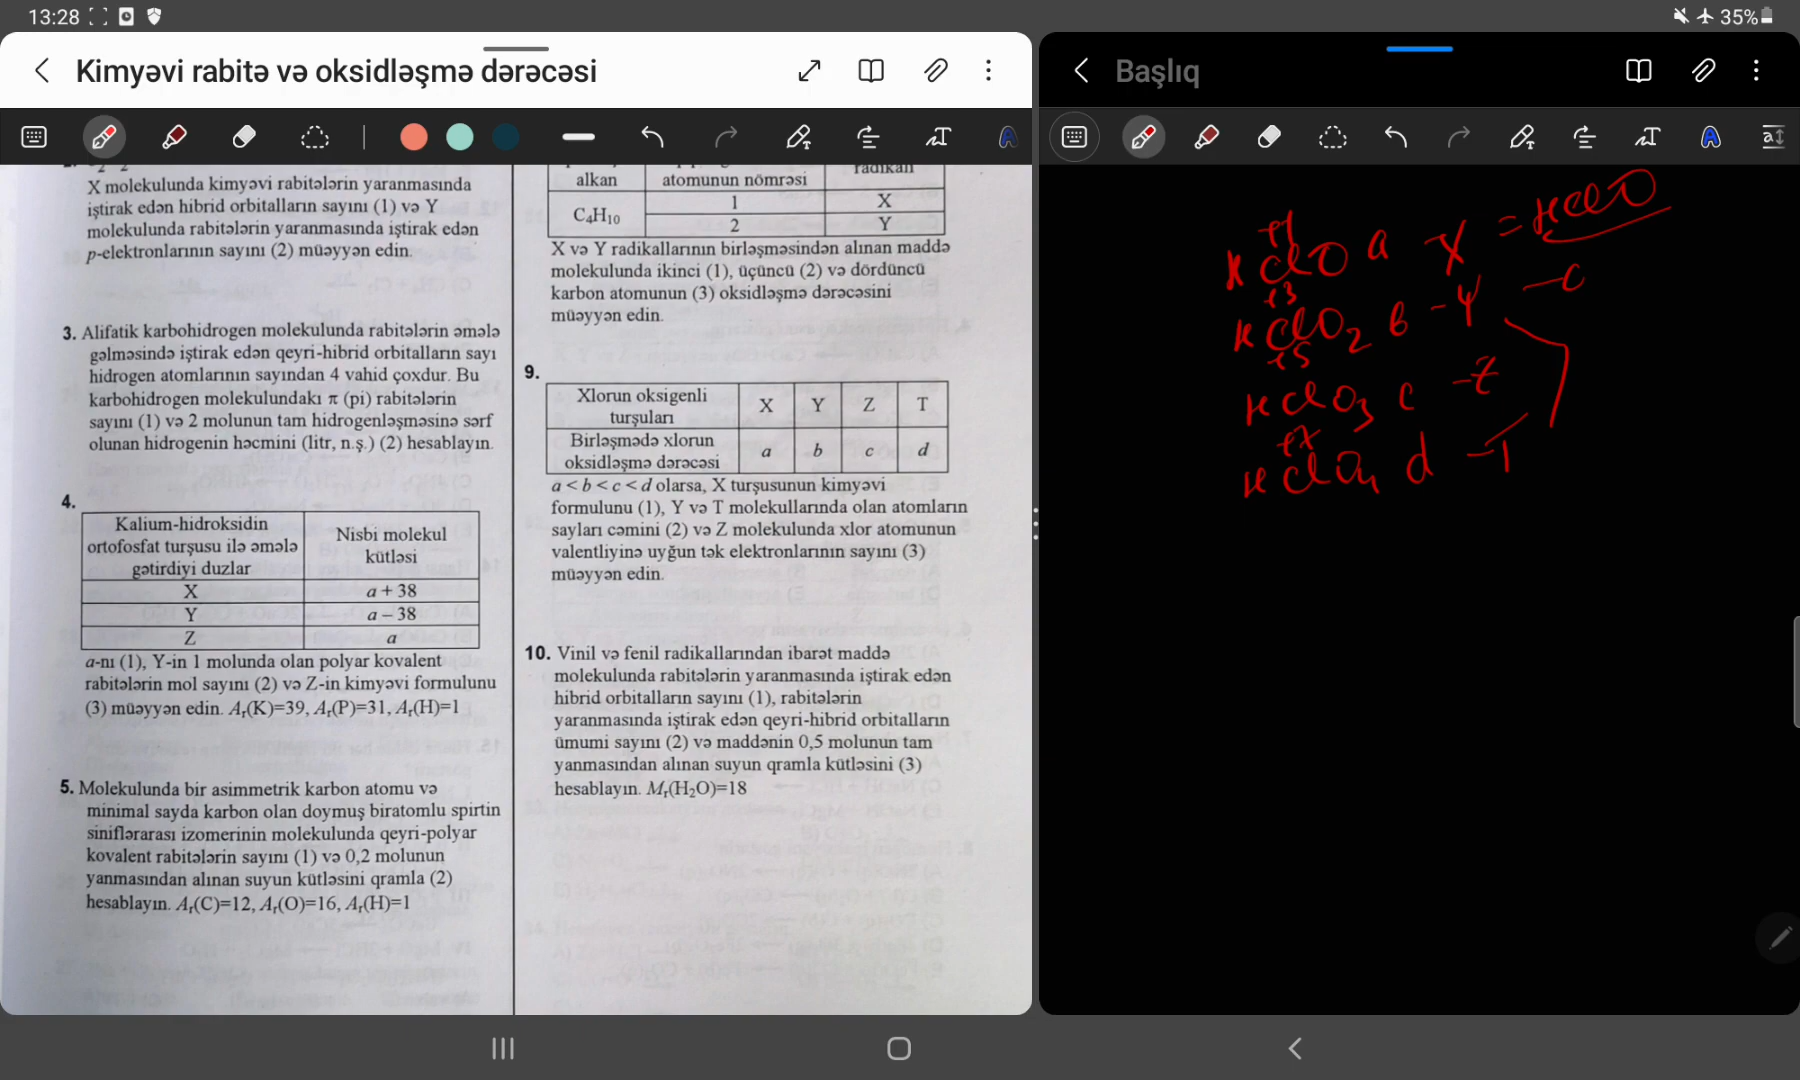 13:28
35%
Kimyəvi rabitə və oksidləşmə dərəcəsi
X molekulunda kimyəvi rabitələrin yaranmasında
iştirak edən hibrid orbitalların sayını (1) və Y
molekulunda rabitələrin yaranmasında iştirak edən
p-elektronlarının sayını (2) müəyyən edin.
3. Alifatik karbohidrogen molekulunda rabitələrin əmələ
gəlməsində iştirak edən qeyri-hibrid orbitalların sayı
hidrogen atomlarının sayından 4 vahid çoxdur. Bu
karbohidrogen molekulundakı π (pi) rabitələrin
sayını (1) və 2 molunun tam hidrogenləşməsinə sərf
olunan hidrogenin həcmini (litr, n.ş.) (2) hesablayın.
4.
Kalium-hidroksidin
ortofosfat turşusu ilə əmələ
gətirdiyi duzlar
Nisbi molekul
kütləsi
X a + 38
Y a – 38
Z a
a-nı (1), Y-in 1 molunda olan polyar kovalent
rabitələrin mol sayını (2) və Z-in kimyəvi formulunu
(3) müəyyən edin. Aᵣ(K)=39, Aᵣ(P)=31, Aᵣ(H)=1
5. Molekulunda bir asimmetrik karbon atomu və
minimal sayda karbon olan doymuş biratomlu spirtin
siniflərarası izomerinin molekulunda qeyri-polyar
kovalent rabitələrin sayını (1) və 0,2 molunun
yanmasından alınan suyun kütləsini qramla (2)
hesablayın. Aᵣ(C)=12, Aᵣ(O)=16, Aᵣ(H)=1
alkan
atomunun nömrəsi
radikalı
C₄H₁₀
1 X
2 Y
X və Y radikallarının birləşməsindən alınan maddə
molekulunda ikinci (1), üçüncü (2) və dördüncü
karbon atomunun (3) oksidləşmə dərəcəsini
müəyyən edin.
9.
Xlorun oksigenli
turşuları
X Y Z T
Birləşmədə xlorun
oksidləşmə dərəcəsi
a b c d
a < b < c < d olarsa, X turşusunun kimyəvi
formulunu (1), Y və T molekullarında olan atomların
sayları cəmini (2) və Z molekulunda xlor atomunun
valentliyinə uyğun tək elektronlarının sayını (3)
müəyyən edin.
10. Vinil və fenil radikallarından ibarət maddə
molekulunda rabitələrin yaranmasında iştirak edən
hibrid orbitalların sayını (1), rabitələrin
yaranmasında iştirak edən qeyri-hibrid orbitalların
ümumi sayını (2) və maddənin 0,5 molunun tam
yanmasından alınan suyun qramla kütləsini (3)
hesablayın. Mᵣ(H₂O)=18
Başlıq
+1
HClO a X = HClO
+3
HClO₂ b - Y
+5
HClO₃ c - Z
+7
HClO₄ d - T